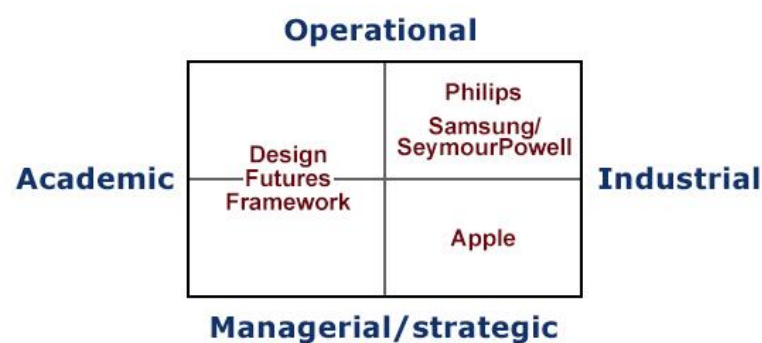 Operational
Philips
Samsung/
SeymourPowell
Design
Futures
Framework
Academic
Industrial
Apple
Managerial/strategic